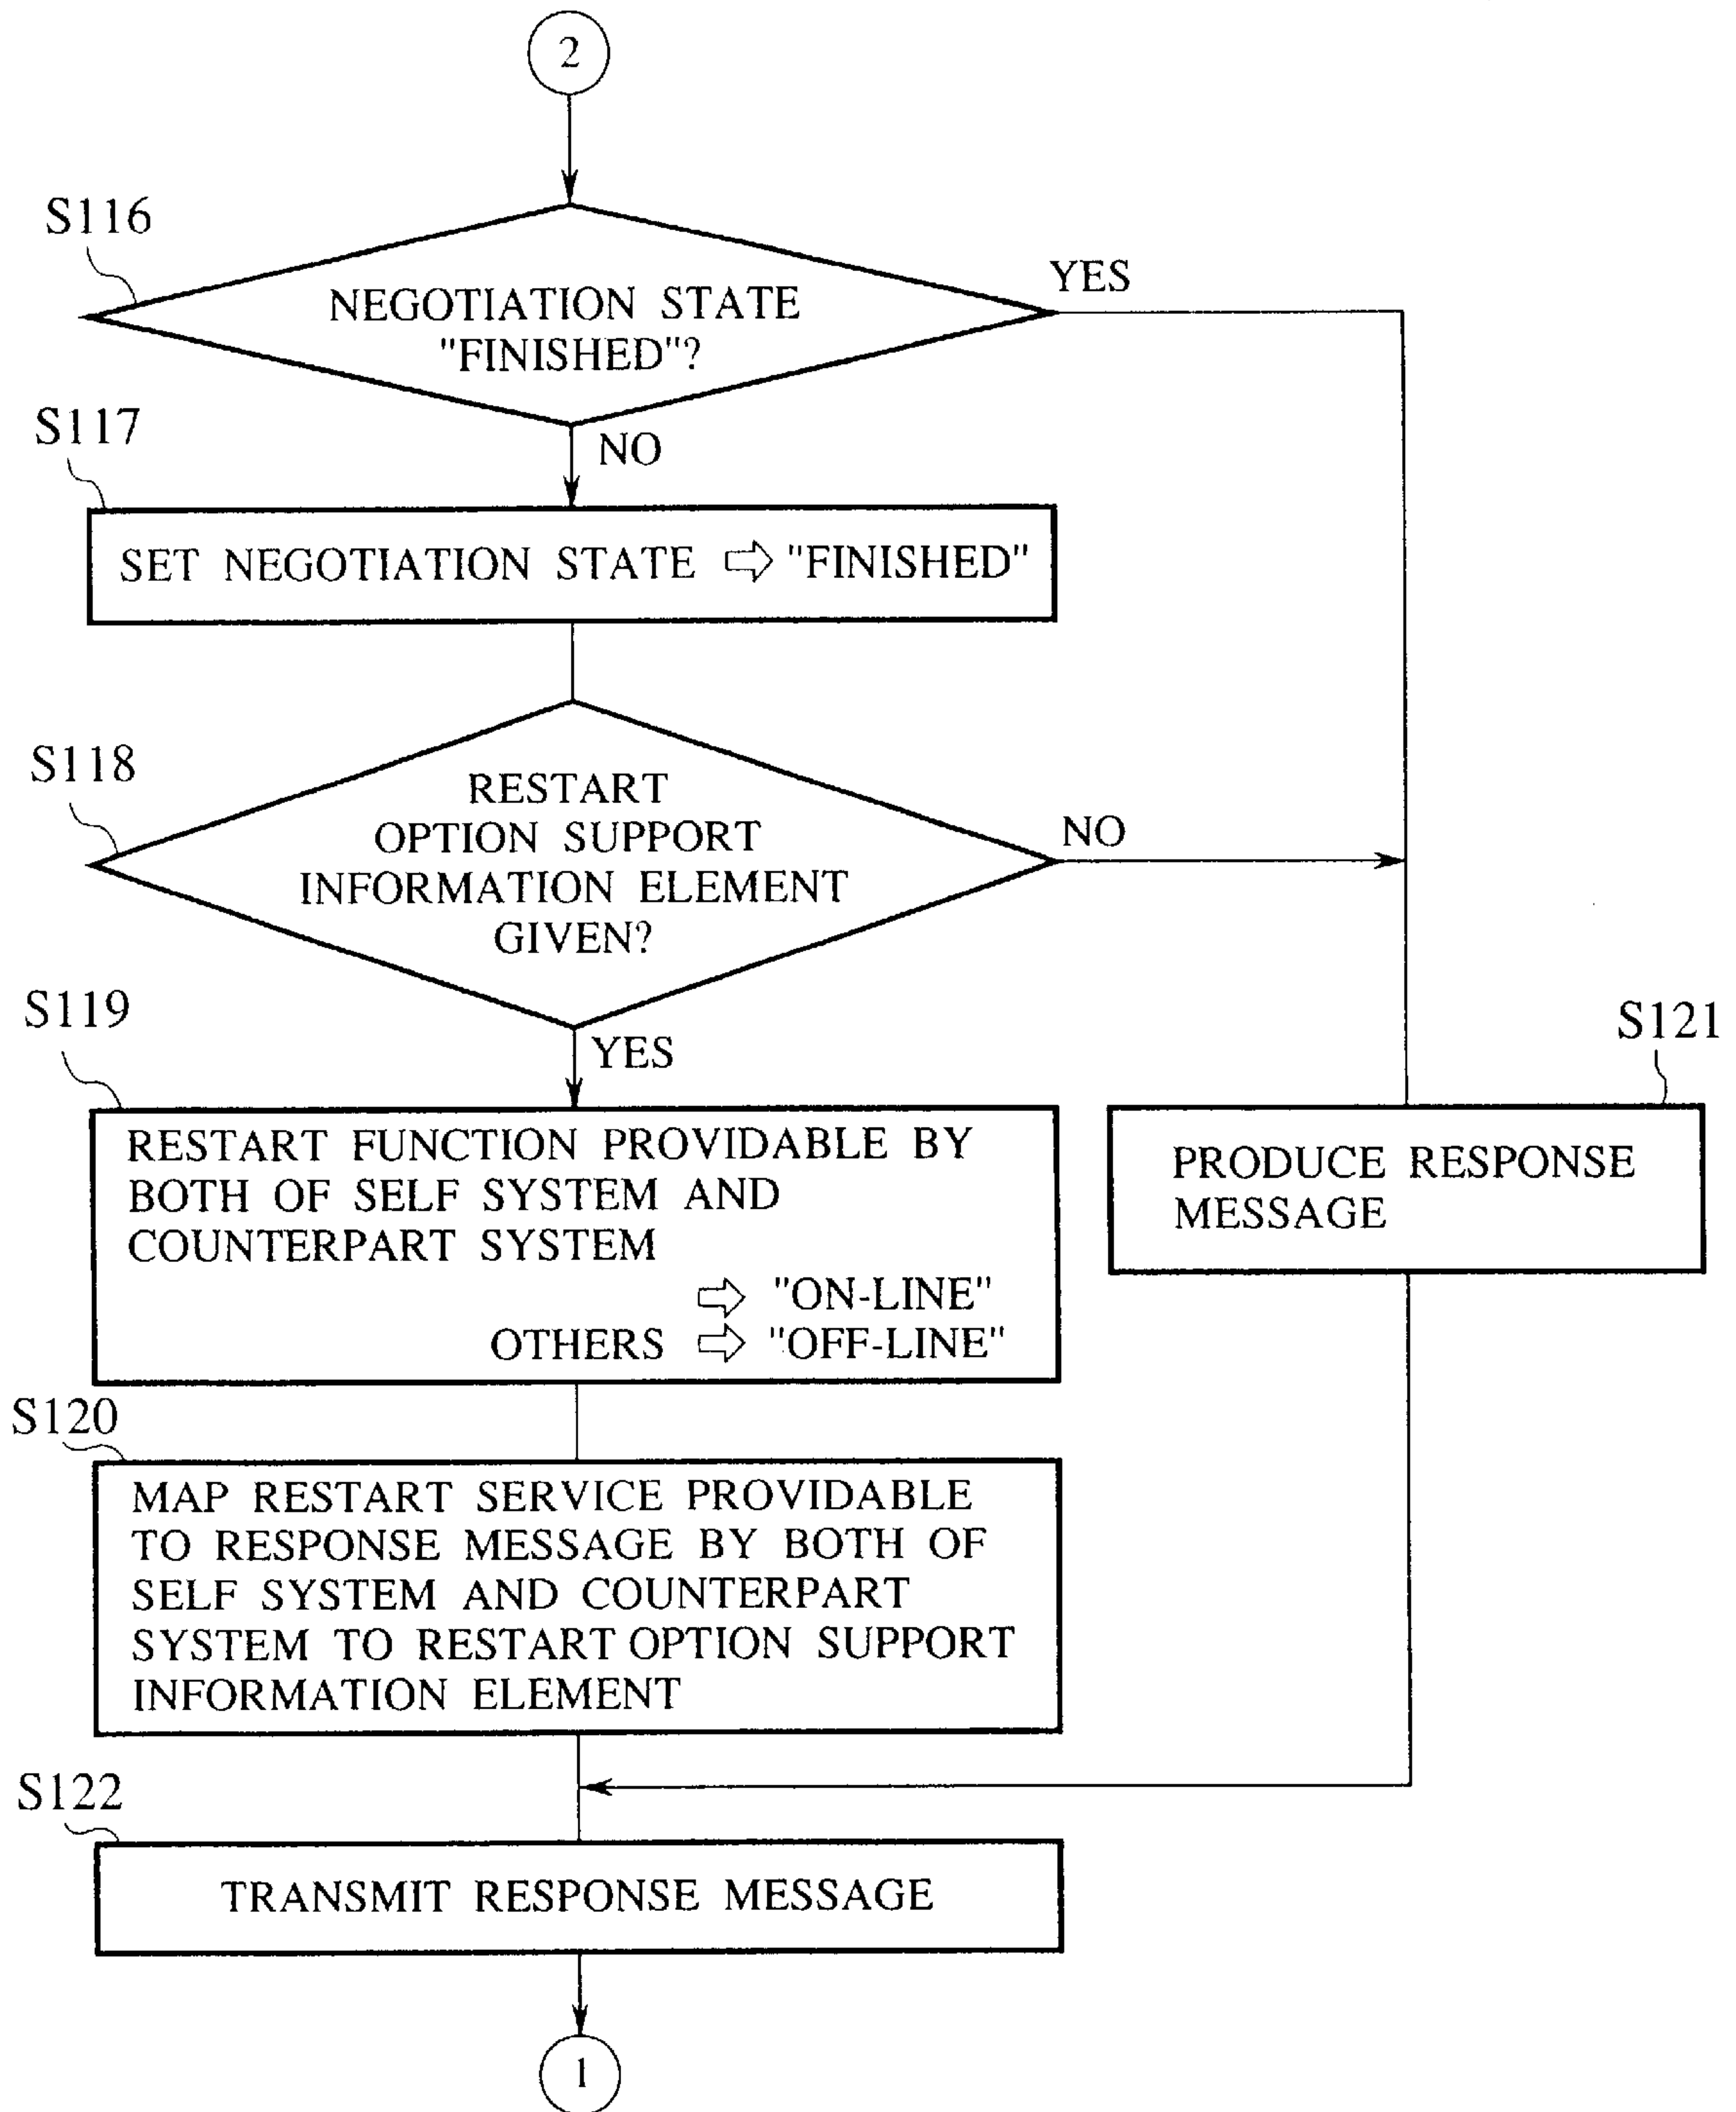 2
S116
NEGOTIATION STATE
"FINISHED"?
YES
NO
S117
SET NEGOTIATION STATE ⇨ "FINISHED"
S118
RESTART
OPTION SUPPORT
INFORMATION ELEMENT
GIVEN?
NO
YES
S119
RESTART FUNCTION PROVIDABLE BY
BOTH OF SELF SYSTEM AND
COUNTERPART SYSTEM
⇨ "ON-LINE"
OTHERS ⇨ "OFF-LINE"
S121
PRODUCE RESPONSE
MESSAGE
S120
MAP RESTART SERVICE PROVIDABLE
TO RESPONSE MESSAGE BY BOTH OF
SELF SYSTEM AND COUNTERPART
SYSTEM TO RESTART OPTION SUPPORT
INFORMATION ELEMENT
S122
TRANSMIT RESPONSE MESSAGE
1